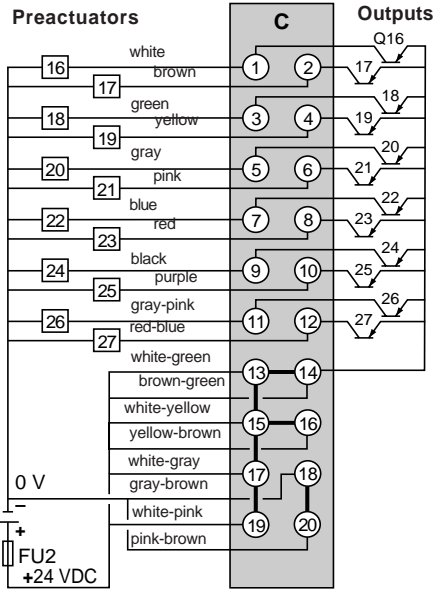 Preactuators C Outputs
Q16
white
16 1 2 17
brown
17
green 18
18 3 4 19
yellow
19
gray 20
20 5 6 21
pink
21
blue 22
22 7 8 23
red
23
black 24
24 9 10 25
purple
25
gray-pink 26
26 11 12 27
red-blue
27
white-green
13 14
brown-green
white-yellow
15 16
yellow-brown
white-gray
17 18
0 V gray-brown
–
white-pink
+ 19 20
pink-brown
FU2
+24 VDC